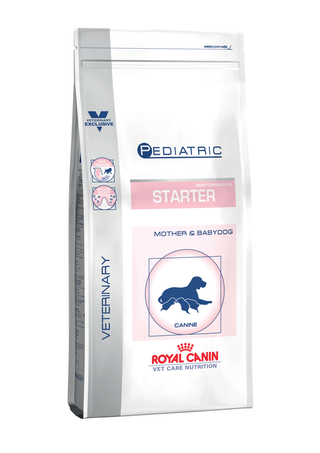 VETERINARY
EXCLUSIVE
PEDIATRIC
STARTER
MOTHER & BABYDOG
CANINE
ROYAL CANIN
VET CARE NUTRITION
VETERINARY